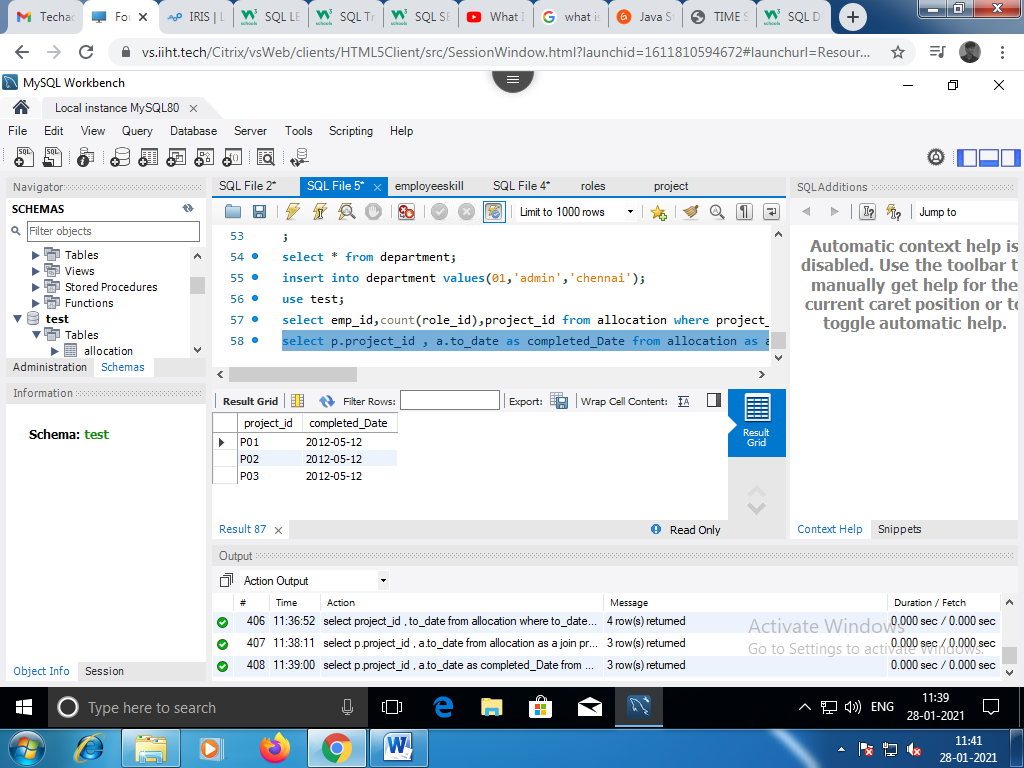 Techac
Fou
IRIS | L
SQL LE
SQL Tr
SQL SE
What I
what is
Java S
TIME S
SQL D
vs.iiht.tech/Citrix/vsWeb/clients/HTML5Client/src/SessionWindow.html?launchid=1611810594672#launchurl=Resour...
MySQL Workbench
Local instance MySQL80
File Edit View Query Database Server Tools Scripting Help
Navigator
SCHEMAS
Filter objects
Tables
Views
Stored Procedures
Functions
test
Tables
allocation
Administration Schemas
Information
Schema: test
Object Info Session
SQL File 2* SQL File 5* employeeskill SQL File 4* roles project
Limit to 1000 rows
53 ;
54 select * from department;
55 insert into department values(01,'admin','chennai');
56 use test;
57 select emp_id,count(role_id),project_id from allocation where project_
58 select p.project_id , a.to_date as completed_Date from allocation as a
Result Grid Filter Rows: Export: Wrap Cell Content:
project_id completed_Date
P01 2012-05-12
P02 2012-05-12
P03 2012-05-12
Result Grid
Result 87
Read Only
SQLAdditions
Jump to
Automatic context help is
disabled. Use the toolbar t
manually get help for the
current caret position or to
toggle automatic help.
Context Help Snippets
Output
Action Output
# Time Action Message Duration / Fetch
406 11:36:52 select project_id , to_date from allocation where to_date... 4 row(s) returned 0.000 sec / 0.000 sec
407 11:38:11 select p.project_id , a.to_date from allocation as a join pr... 3 row(s) returned 0.000 sec / 0.000 sec
408 11:39:00 select p.project_id , a.to_date as completed_Date from ... 3 row(s) returned 0.000 sec / 0.000 sec
Activate Windows
Go to Settings to activate Windows.
Type here to search
ENG
11:39
28-01-2021
11:41
28-01-2021